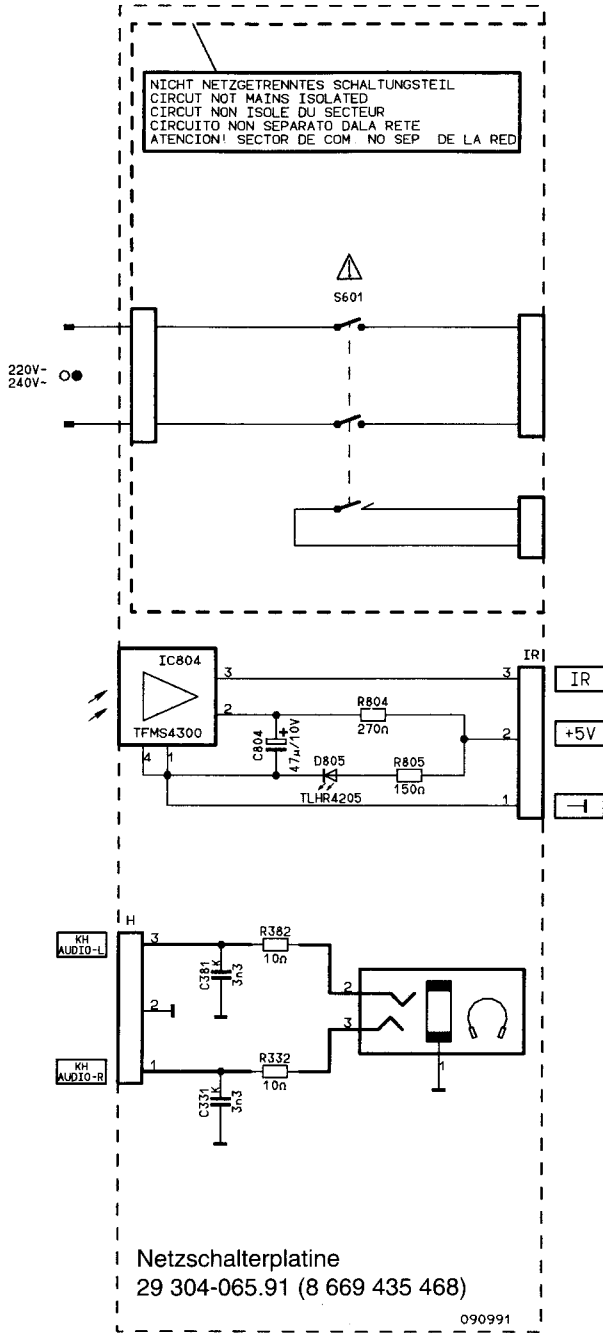 NICHT NETZGETRENNTES SCHALTUNGSTEIL
CIRCUT NOT MAINS ISOLATED
CIRCUT NON ISOLE DU SECTEUR
CIRCUITO NON SEPARATO DALA RETE
ATENCION! SECTOR DE COM. NO SEP DE LA RED
S601
220V-
240V~
IC804
TFMS4300
3
2
4
1
C804
47µ/10V
+
R804
270Ω
D805
TLHR4205
R805
150Ω
IR
3
2
1
IR
+5V
H
KH
AUDIO-L
3
2
1
KH
AUDIO-R
C381
K
3n3
R382
10Ω
C331
K
3n3
R332
10Ω
2
3
1
Netzschalterplatine
29 304-065.91 (8 669 435 468)
090991